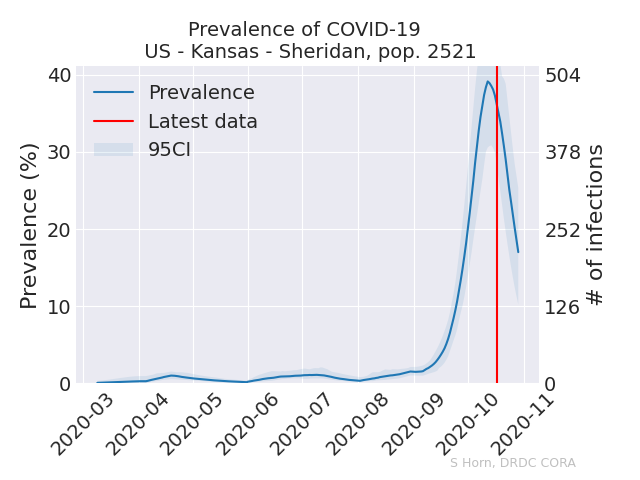 Prevalence of COVID-19
US - Kansas - Sheridan, pop. 2521
Prevalence (%)
40
30
20
10
0
Prevalence
Latest data
95CI
504
378
252
126
0
# of infections
2020-03
2020-04
2020-05
2020-06
2020-07
2020-08
2020-09
2020-10
2020-11
S Horn, DRDC CORA